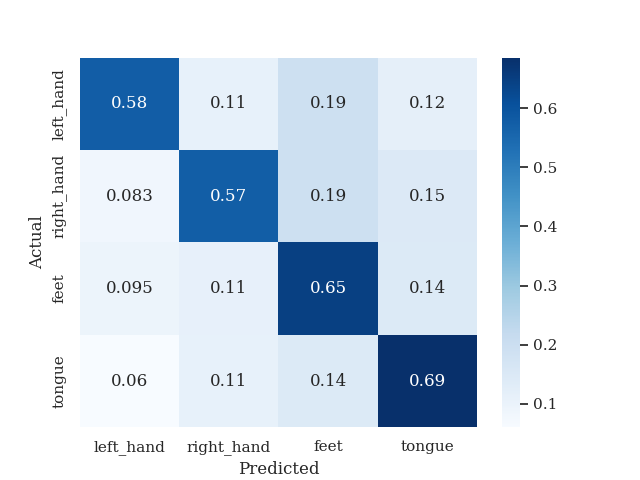 left_hand 0.58 0.11 0.19 0.12
right_hand 0.083 0.57 0.19 0.15
feet 0.095 0.11 0.65 0.14
tongue 0.06 0.11 0.14 0.69
Actual
left_hand right_hand feet tongue
Predicted
0.6
0.5
0.4
0.3
0.2
0.1